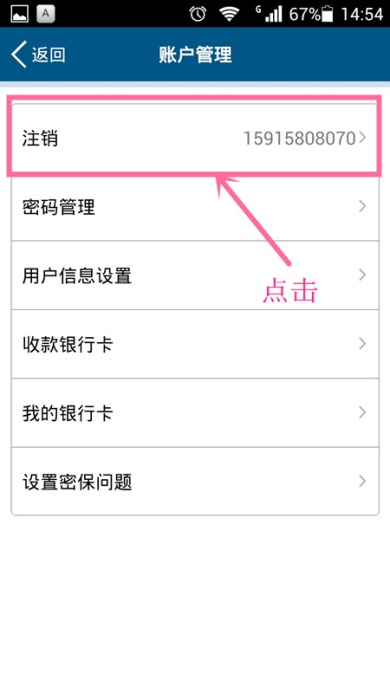 A G 67% 14:54
返回 账户管理
注销 15915808070
密码管理
用户信息设置
点击
收款银行卡
我的银行卡
设置密保问题